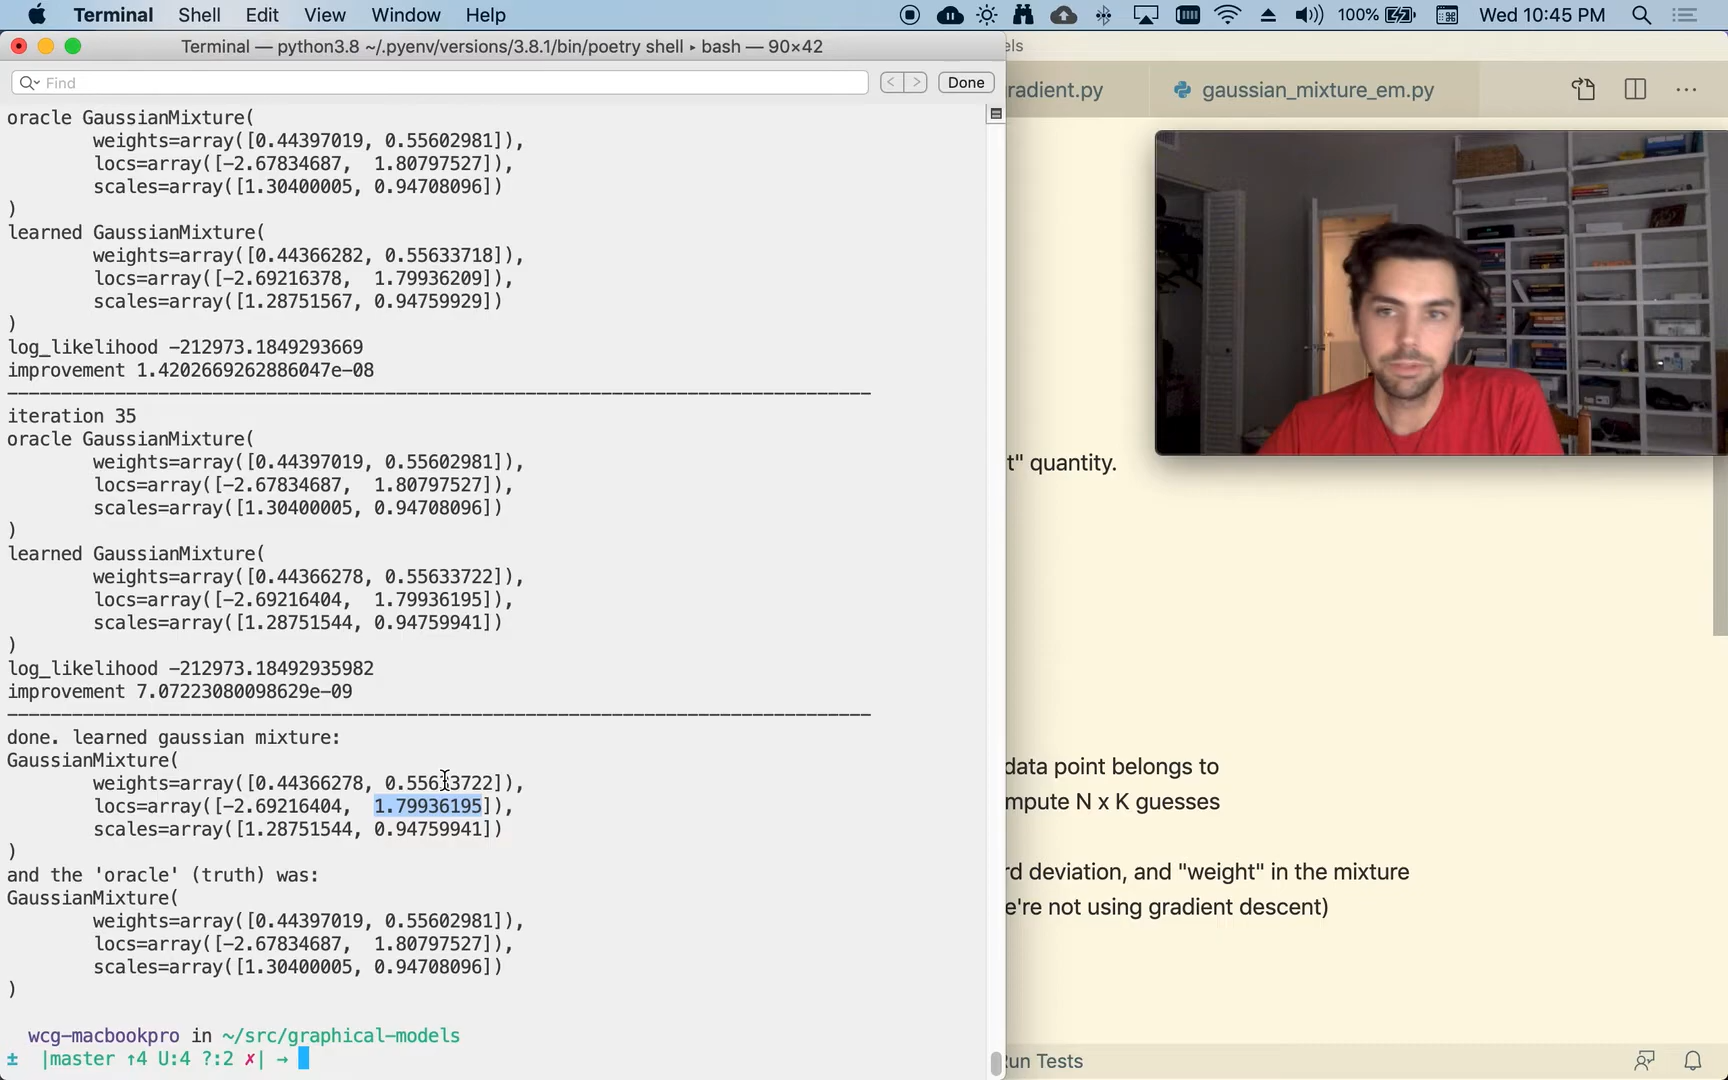 Terminal Shell Edit View Window Help 100% Wed 10:45 PM
Terminal — python3.8 ~/.pyenv/versions/3.8.1/bin/poetry shell ▸ bash — 90×42
Find Done
oracle GaussianMixture(
weights=array([0.44397019, 0.55602981]),
locs=array([-2.67834687, 1.80797527]),
scales=array([1.30400005, 0.94708096])
)
learned GaussianMixture(
weights=array([0.44366282, 0.55633718]),
locs=array([-2.69216378, 1.79936209]),
scales=array([1.28751567, 0.94759929])
)
log_likelihood -212973.1849293669
improvement 1.4202669262886047e-08
--------------------------------------------------------------------------------
iteration 35
oracle GaussianMixture(
weights=array([0.44397019, 0.55602981]),
locs=array([-2.67834687, 1.80797527]),
scales=array([1.30400005, 0.94708096])
)
learned GaussianMixture(
weights=array([0.44366278, 0.55633722]),
locs=array([-2.69216404, 1.79936195]),
scales=array([1.28751544, 0.94759941])
)
log_likelihood -212973.18492935982
improvement 7.07223080098629e-09
--------------------------------------------------------------------------------
done. learned gaussian mixture:
GaussianMixture(
weights=array([0.44366278, 0.55633722]),
locs=array([-2.69216404, 1.79936195]),
scales=array([1.28751544, 0.94759941])
)
and the 'oracle' (truth) was:
GaussianMixture(
weights=array([0.44397019, 0.55602981]),
locs=array([-2.67834687, 1.80797527]),
scales=array([1.30400005, 0.94708096])
)
wcg-macbookpro in ~/src/graphical-models
± |master ↑4 U:4 ?:2 ✗| →
els
radient.py gaussian_mixture_em.py
t" quantity.
data point belongs to
mpute N x K guesses
rd deviation, and "weight" in the mixture
e're not using gradient descent)
Run Tests